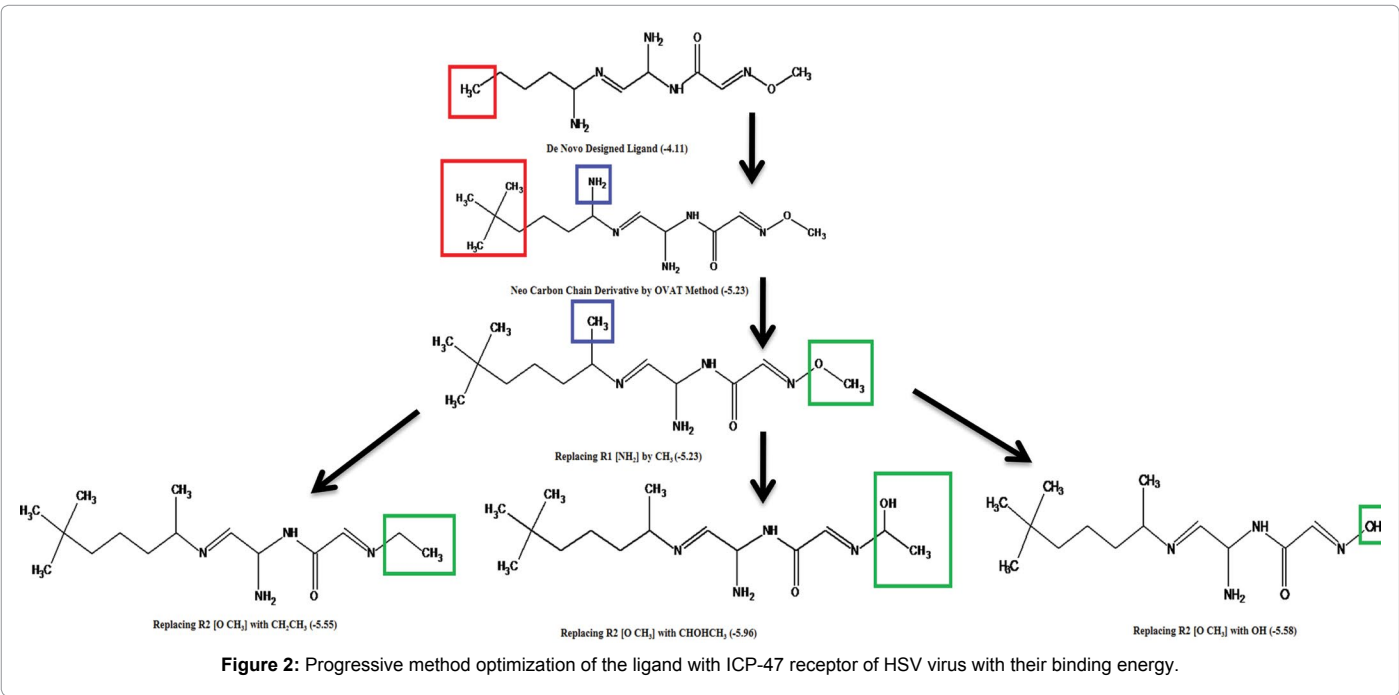 NH₂
O
H₃C
N
NH
N
O
CH₃
NH₂
De Novo Designed Ligand (-4.11)
CH₃
H₃C
H₃C
NH₂
N
NH₂
NH
O
N
O
CH₃
Neo Carbon Chain Derivative by OVAT Method (-5.23)
CH₃
H₃C
H₃C
CH₃
N
NH₂
NH
O
N
O
CH₃
Replacing R1 [NH₂] by CH₃ (-5.23)
CH₃
H₃C
H₃C
CH₃
N
NH₂
NH
O
N
CH₃
Replacing R2 [O CH₃] with CH₂CH₃ (-5.55)
CH₃
H₃C
H₃C
CH₃
N
NH₂
NH
O
N
OH
CH₃
Replacing R2 [O CH₃] with CHOHCH₃ (-5.96)
CH₃
H₃C
H₃C
CH₃
N
NH₂
NH
O
N
OH
Replacing R2 [O CH₃] with OH (-5.58)
Figure 2: Progressive method optimization of the ligand with ICP-47 receptor of HSV virus with their binding energy.